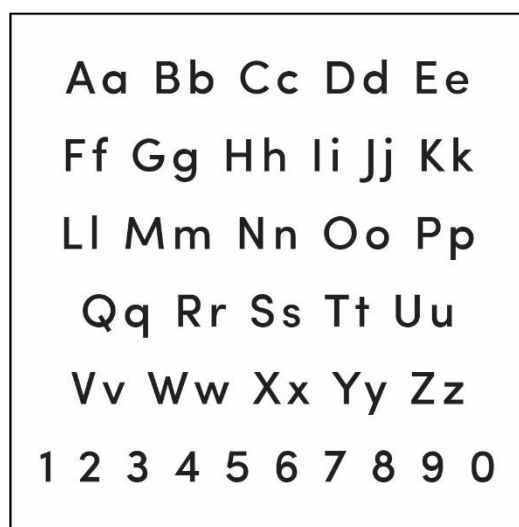 Aa Bb Cc Dd Ee
Ff Gg Hh Ii Jj Kk
Ll Mm Nn Oo Pp
Qq Rr Ss Tt Uu
Vv Ww Xx Yy Zz
1 2 3 4 5 6 7 8 9 0